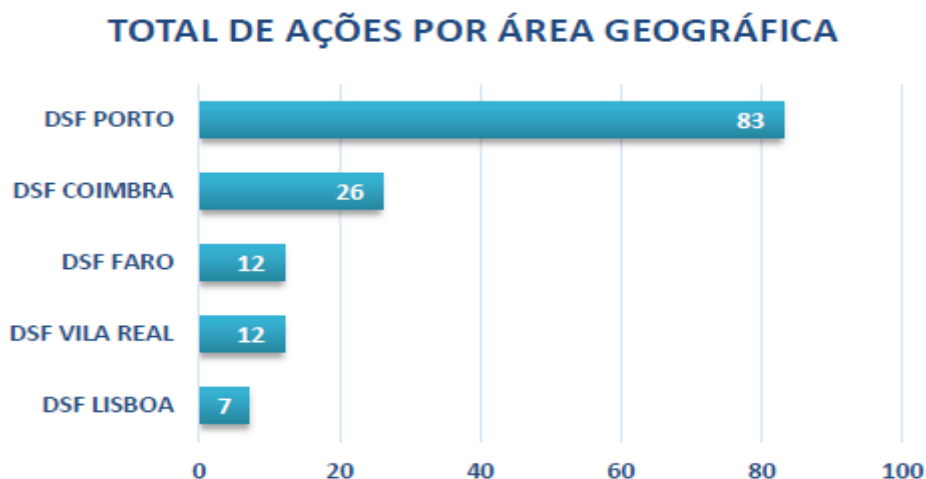 TOTAL DE AÇÕES POR ÁREA GEOGRÁFICA
DSF PORTO 83
DSF COIMBRA 26
DSF FARO 12
DSF VILA REAL 12
DSF LISBOA 7
0 20 40 60 80 100